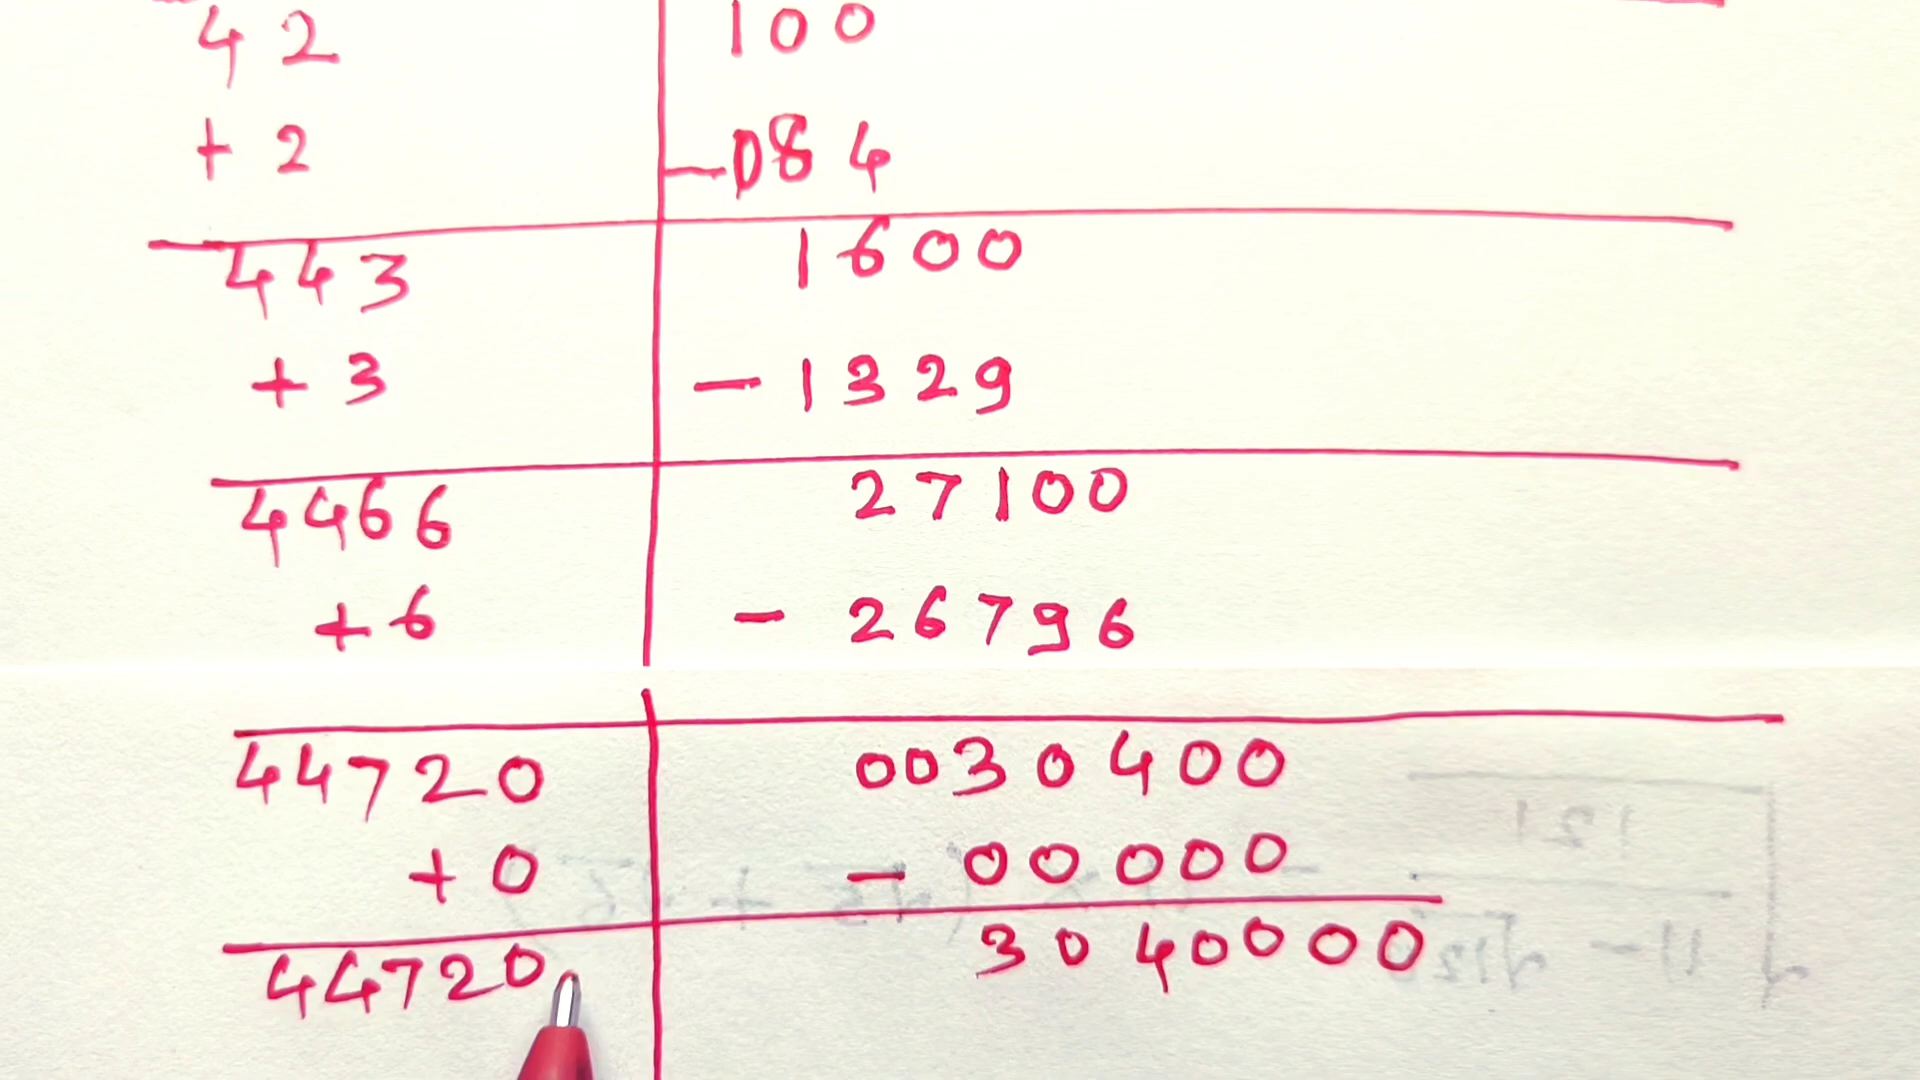 42 100
+ 2 -084
443 1600
+ 3 - 1329
4466 27100
+ 6 - 26796
44720 0030400
+ 0 - 00000
44720 3040000